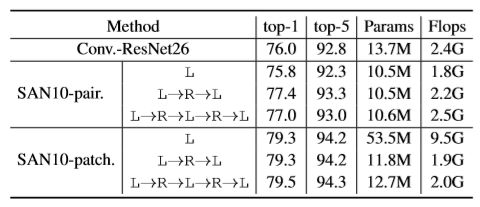 Method top-1 top-5 Params Flops
Conv.-ResNet26 76.0 92.8 13.7M 2.4G
L 75.8 92.3 10.5M 1.8G
SAN10-pair. L→R→L 77.4 93.3 10.5M 2.2G
L→R→L→R→L 77.0 93.0 10.6M 2.5G
L 79.3 94.2 53.5M 9.5G
SAN10-patch. L→R→L 79.3 94.2 11.8M 1.9G
L→R→L→R→L 79.5 94.3 12.7M 2.0G